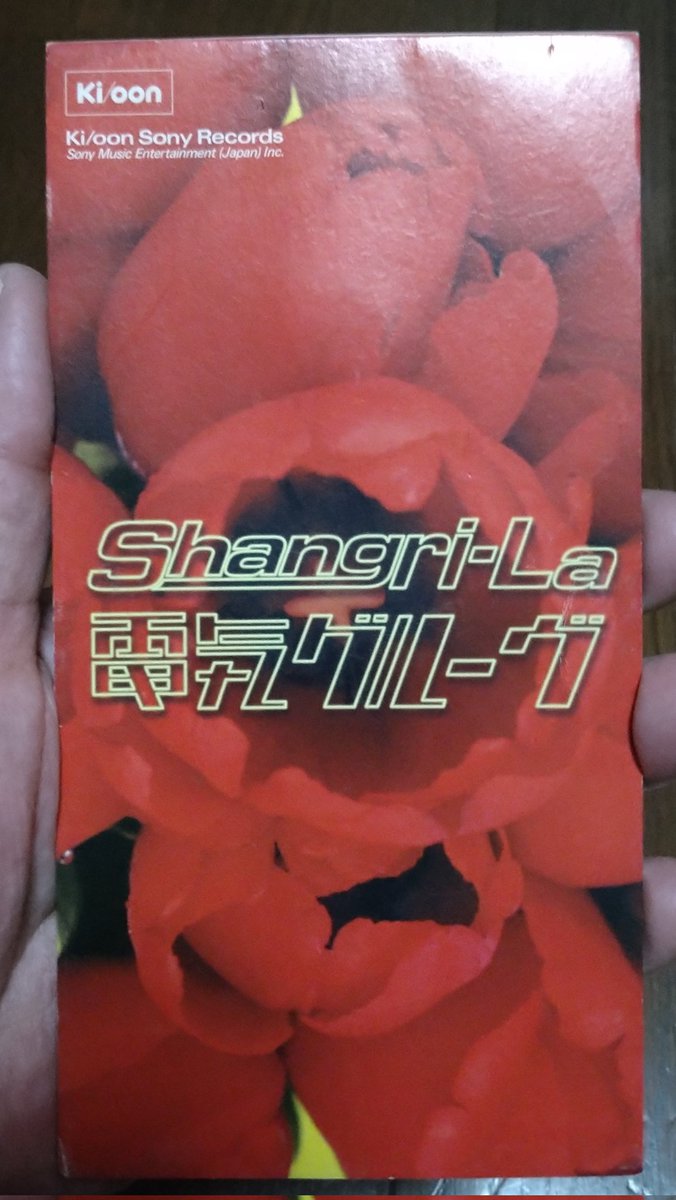 Ki/oon
Ki/oon Sony Records
Sony Music Entertainment (Japan) Inc.
Shangri-La
電気グルーヴ